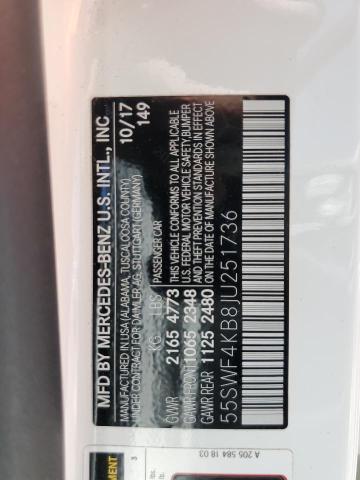 MFD BY MERCEDES-BENZ U.S. INTL., INC.
MANUFACTURED IN USA (ALABAMA, TUSCALOOSA COUNTY)
FOR DAIMLER AG, STUTTGART (GERMANY)
10/17
149
PASSENGER CAR
KG LBS
GVWR 2165 4773
GAWR FRONT 1065 2348
GAWR REAR 1125 2480
THIS VEHICLE CONFORMS TO ALL APPLICABLE
U.S. FEDERAL MOTOR VEHICLE SAFETY, BUMPER
AND THEFT PREVENTION STANDARDS IN EFFECT
ON THE DATE OF MANUFACTURE SHOWN ABOVE
55SWF4KB8JU251736
A 205 584 18 03
3
lbs.